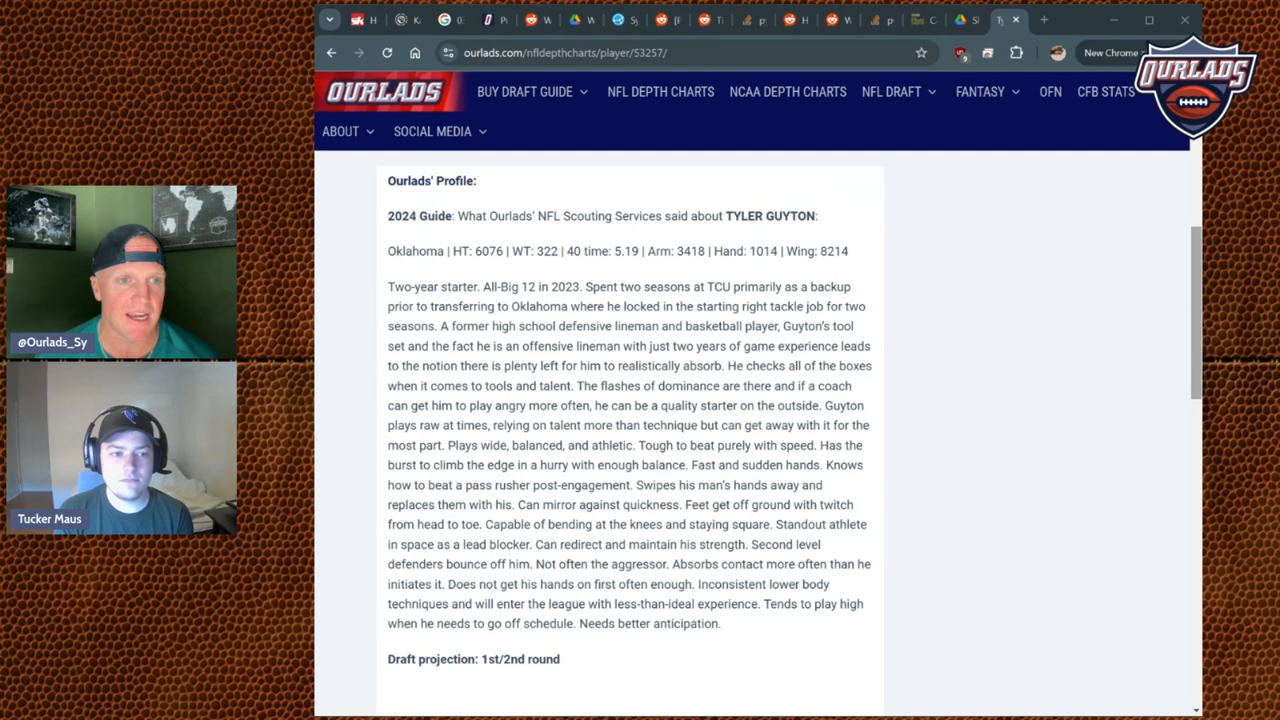 ourlads.com/nfldepthcharts/player/53257/
New Chrome
OURLADS
OURLADS
BUY DRAFT GUIDE
NFL DEPTH CHARTS
NCAA DEPTH CHARTS
NFL DRAFT
FANTASY
OFN
CFB STATS
ABOUT
SOCIAL MEDIA
Ourlads' Profile:
2024 Guide: What Ourlads' NFL Scouting Services said about TYLER GUYTON:
Oklahoma | HT: 6076 | WT: 322 | 40 time: 5.19 | Arm: 3418 | Hand: 1014 | Wing: 8214
Two-year starter. All-Big 12 in 2023. Spent two seasons at TCU primarily as a backup
prior to transferring to Oklahoma where he locked in the starting right tackle job for two
seasons. A former high school defensive lineman and basketball player, Guyton's tool
set and the fact he is an offensive lineman with just two years of game experience leads
to the notion there is plenty left for him to realistically absorb. He checks all of the boxes
when it comes to tools and talent. The flashes of dominance are there and if a coach
can get him to play angry more often, he can be a quality starter on the outside. Guyton
plays raw at times, relying on talent more than technique but can get away with it for the
most part. Plays wide, balanced, and athletic. Tough to beat purely with speed. Has the
burst to climb the edge in a hurry with enough balance. Fast and sudden hands. Knows
how to beat a pass rusher post-engagement. Swipes his man's hands away and
replaces them with his. Can mirror against quickness. Feet get off ground with twitch
from head to toe. Capable of bending at the knees and staying square. Standout athlete
in space as a lead blocker. Can redirect and maintain his strength. Second level
defenders bounce off him. Not often the aggressor. Absorbs contact more often than he
initiates it. Does not get his hands on first often enough. Inconsistent lower body
techniques and will enter the league with less-than-ideal experience. Tends to play high
when he needs to go off schedule. Needs better anticipation.
Draft projection: 1st/2nd round
@Ourlads_Sy
Tucker Maus